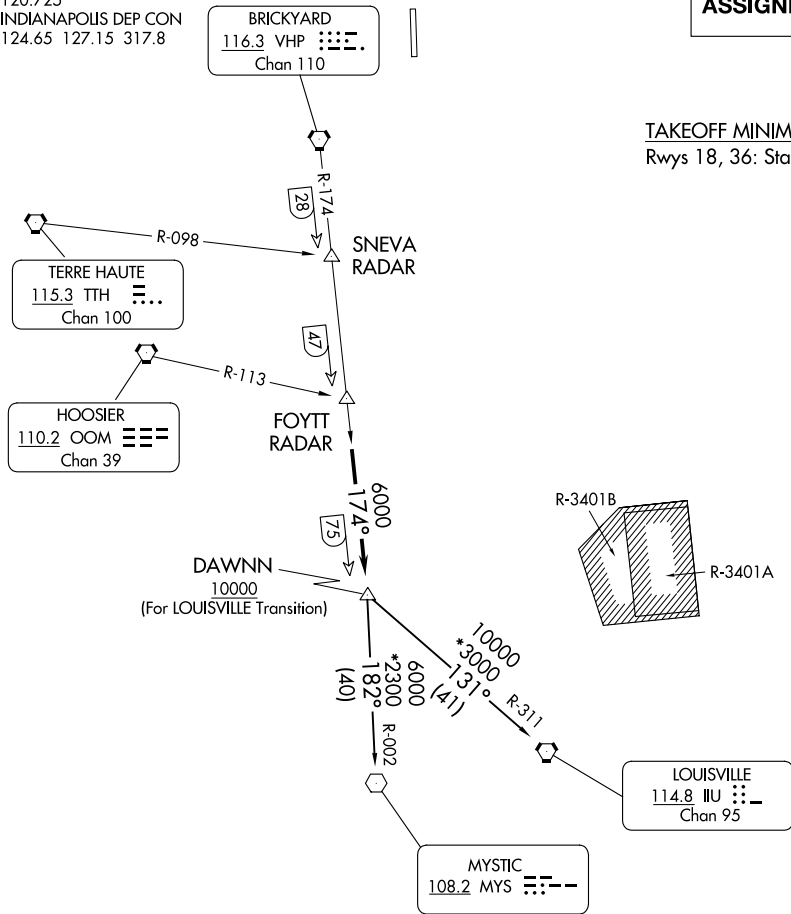 INDIANAPOLIS DEP CON
124.65 127.15 317.8
BRICKYARD
116.3 VHP
Chan 110
TAKEOFF MINIM
Rwys 18, 36: Sta
R-174
28
R-098
SNEVA
RADAR
TERRE HAUTE
115.3 TTH
Chan 100
47
R-113
FOYTT
RADAR
HOOSIER
110.2 OOM
Chan 39
6000
174°
75
R-3401B
R-3401A
DAWNN
10000
(For LOUISVILLE Transition)
10000
*3000
131°
(41)
R-311
6000
*2300
182°
(40)
R-002
LOUISVILLE
114.8 IIU
Chan 95
MYSTIC
108.2 MYS